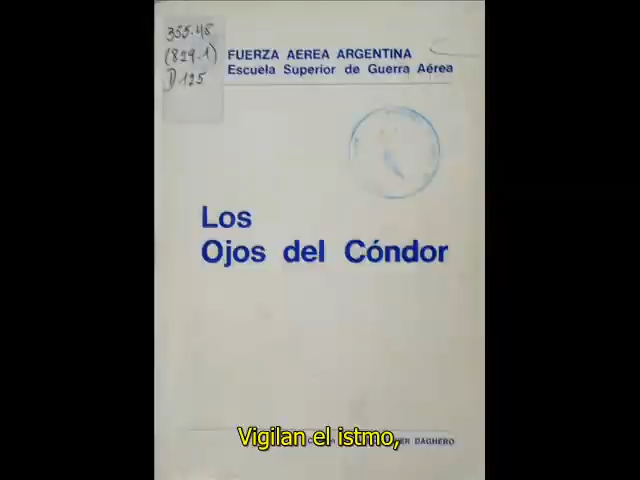 355.48
(829.1)
D 125
FUERZA AEREA ARGENTINA
Escuela Superior de Guerra Aérea
Los
Ojos del Cóndor
DAGHERO
Vigilan el istmo,